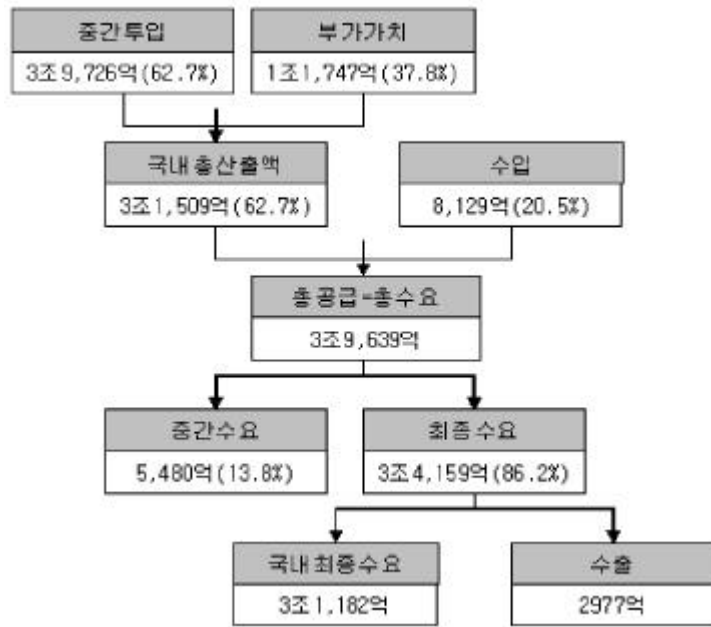 중간투입
부가가치
3조9,726억(62.7%)
1조1,747억(37.8%)
국내총산출액
수입
3조1,509억(62.7%)
8,129억(20.5%)
총공급=총수요
3조9,639억
중간수요
최종수요
5,480억(13.8%)
3조4,159억(86.2%)
국내최종수요
수출
3조1,182억
2977억